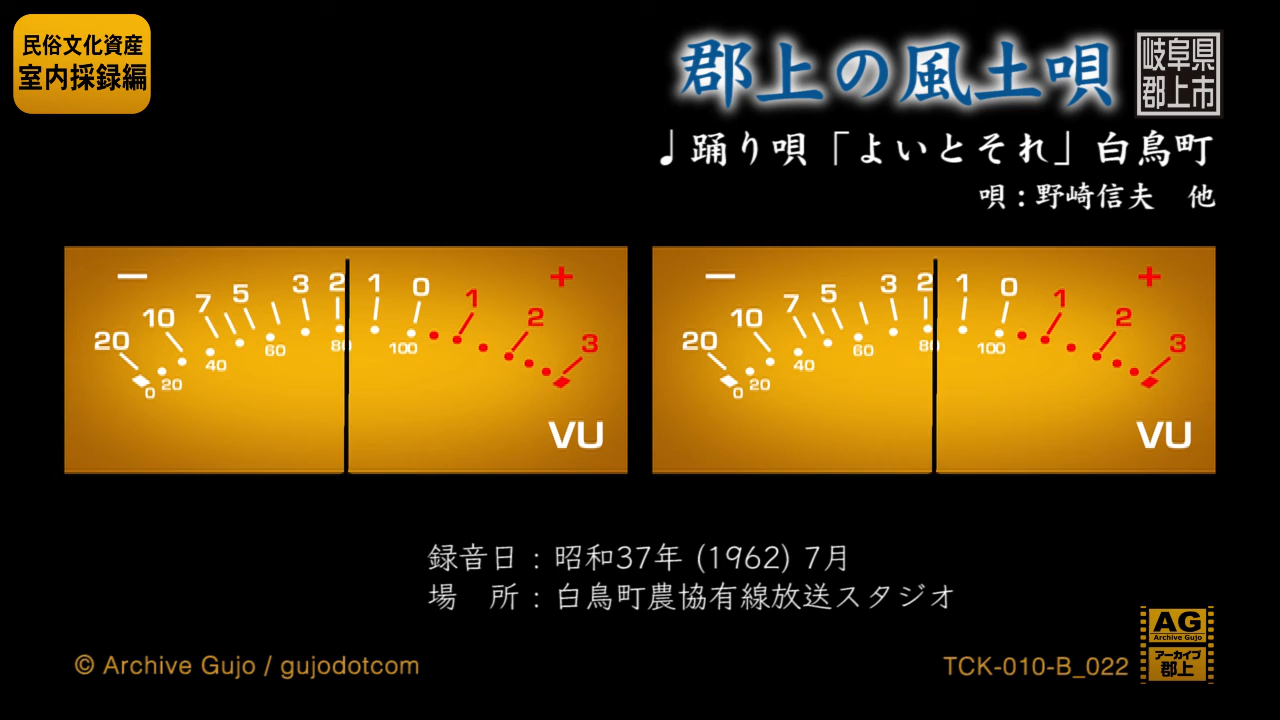 民俗文化資産
室内採録編
郡上の風土唄
岐阜県
郡上市
♩踊り唄「よいとそれ」白鳥町
唄：野崎信夫　他
− +
20 10 7 5 3 2 1 0 1 2 3
0 20 40 60 80 100
VU
− +
20 10 7 5 3 2 1 0 1 2 3
0 20 40 60 80 100
VU
録音日：昭和37年 (1962) 7月
場　所：白鳥町農協有線放送スタジオ
© Archive Gujo / gujodotcom
TCK-010-B_022
AG
Archive Gujo
アーカイブ
郡上